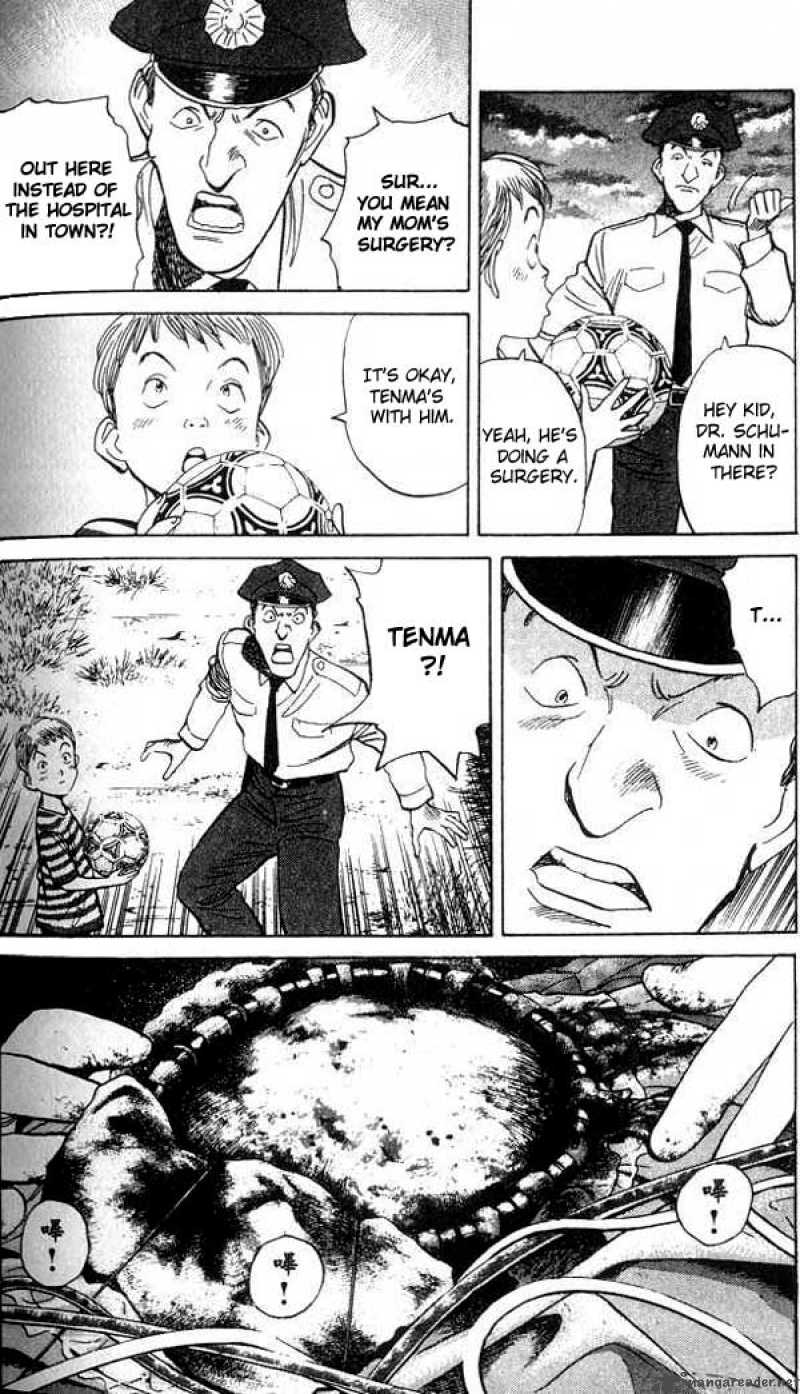 HEY KID,
DR. SCHU-
MANN IN
THERE?
YEAH, HE'S
DOING A
SURGERY.
SUR...
YOU MEAN
MY MOM'S
SURGERY?
OUT HERE
INSTEAD OF
THE HOSPITAL
IN TOWN?!
IT'S OKAY,
TENMA'S
WITH HIM.
T...
TENMA
?!
嗶!
嗶!
嗶!
mangareader.net